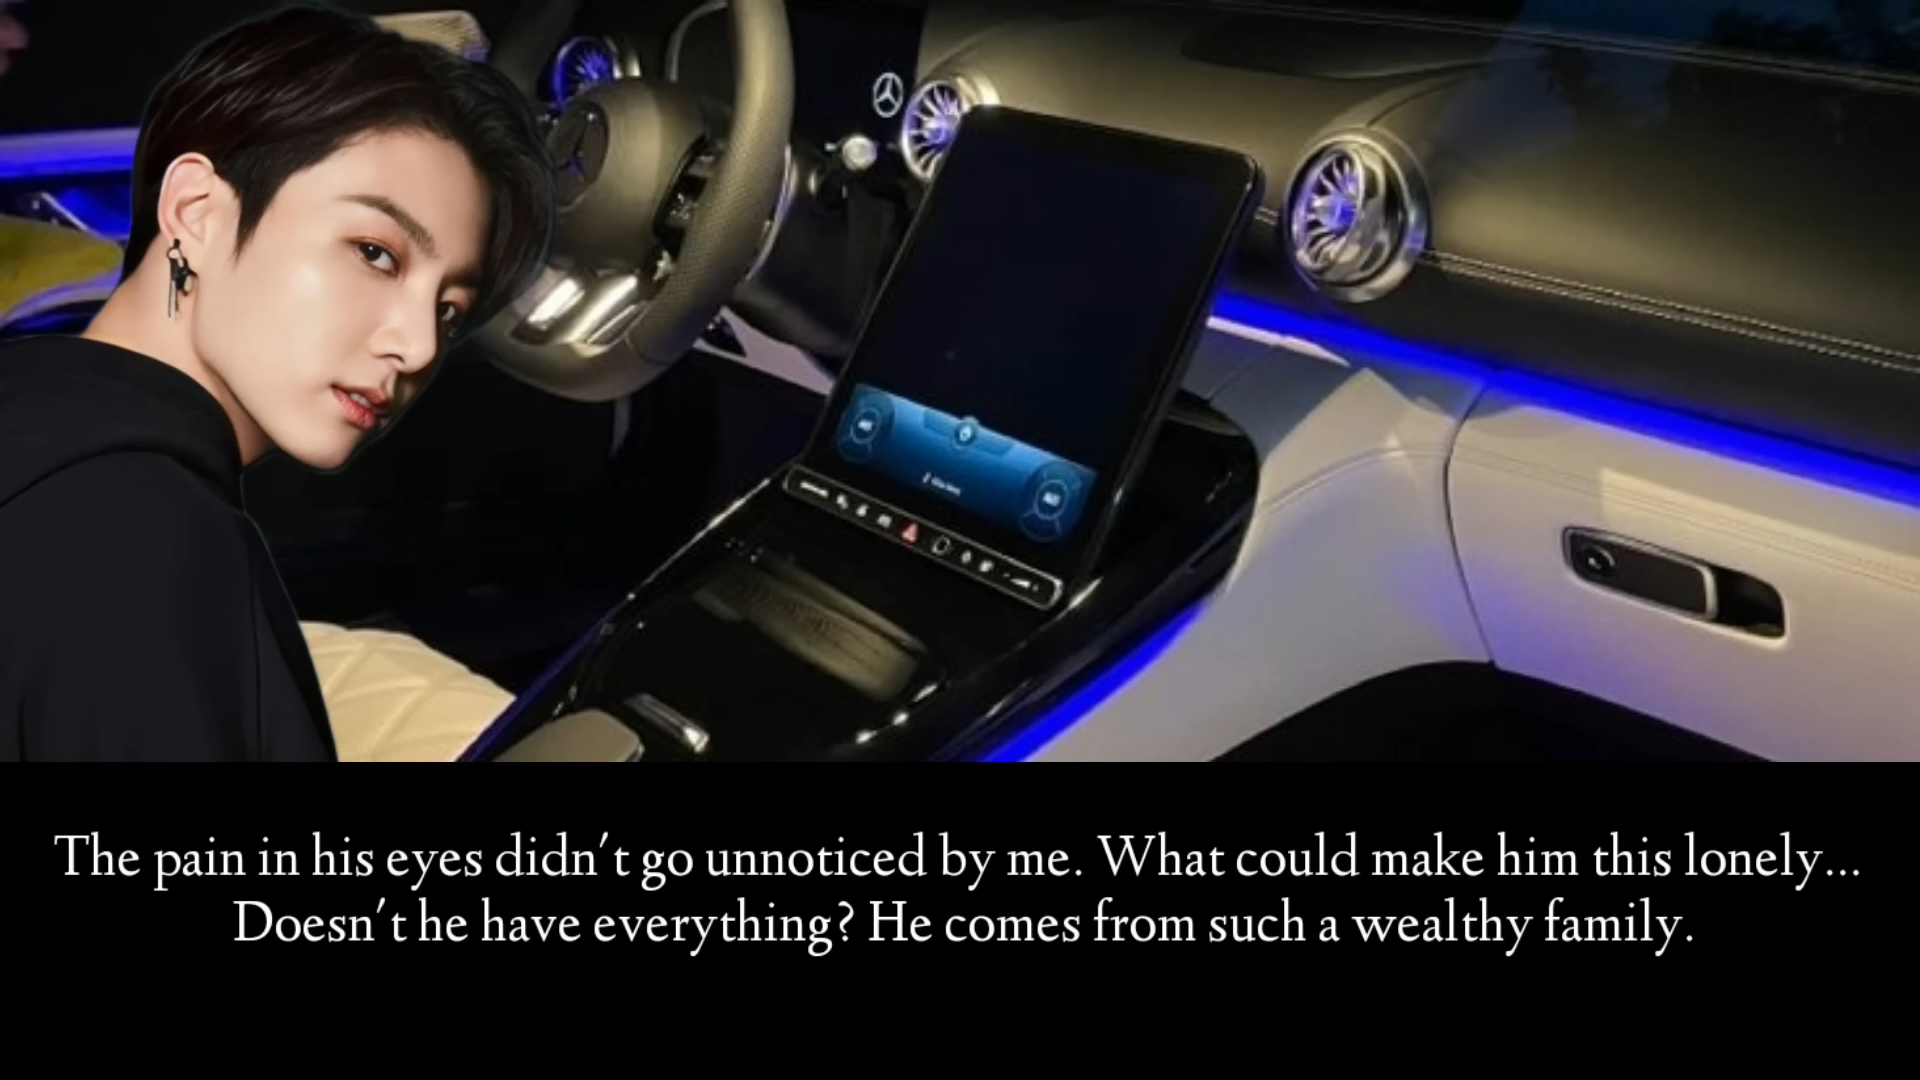 The pain in his eyes didn't go unnoticed by me. What could make him this lonely...
Doesn't he have everything? He comes from such a wealthy family.